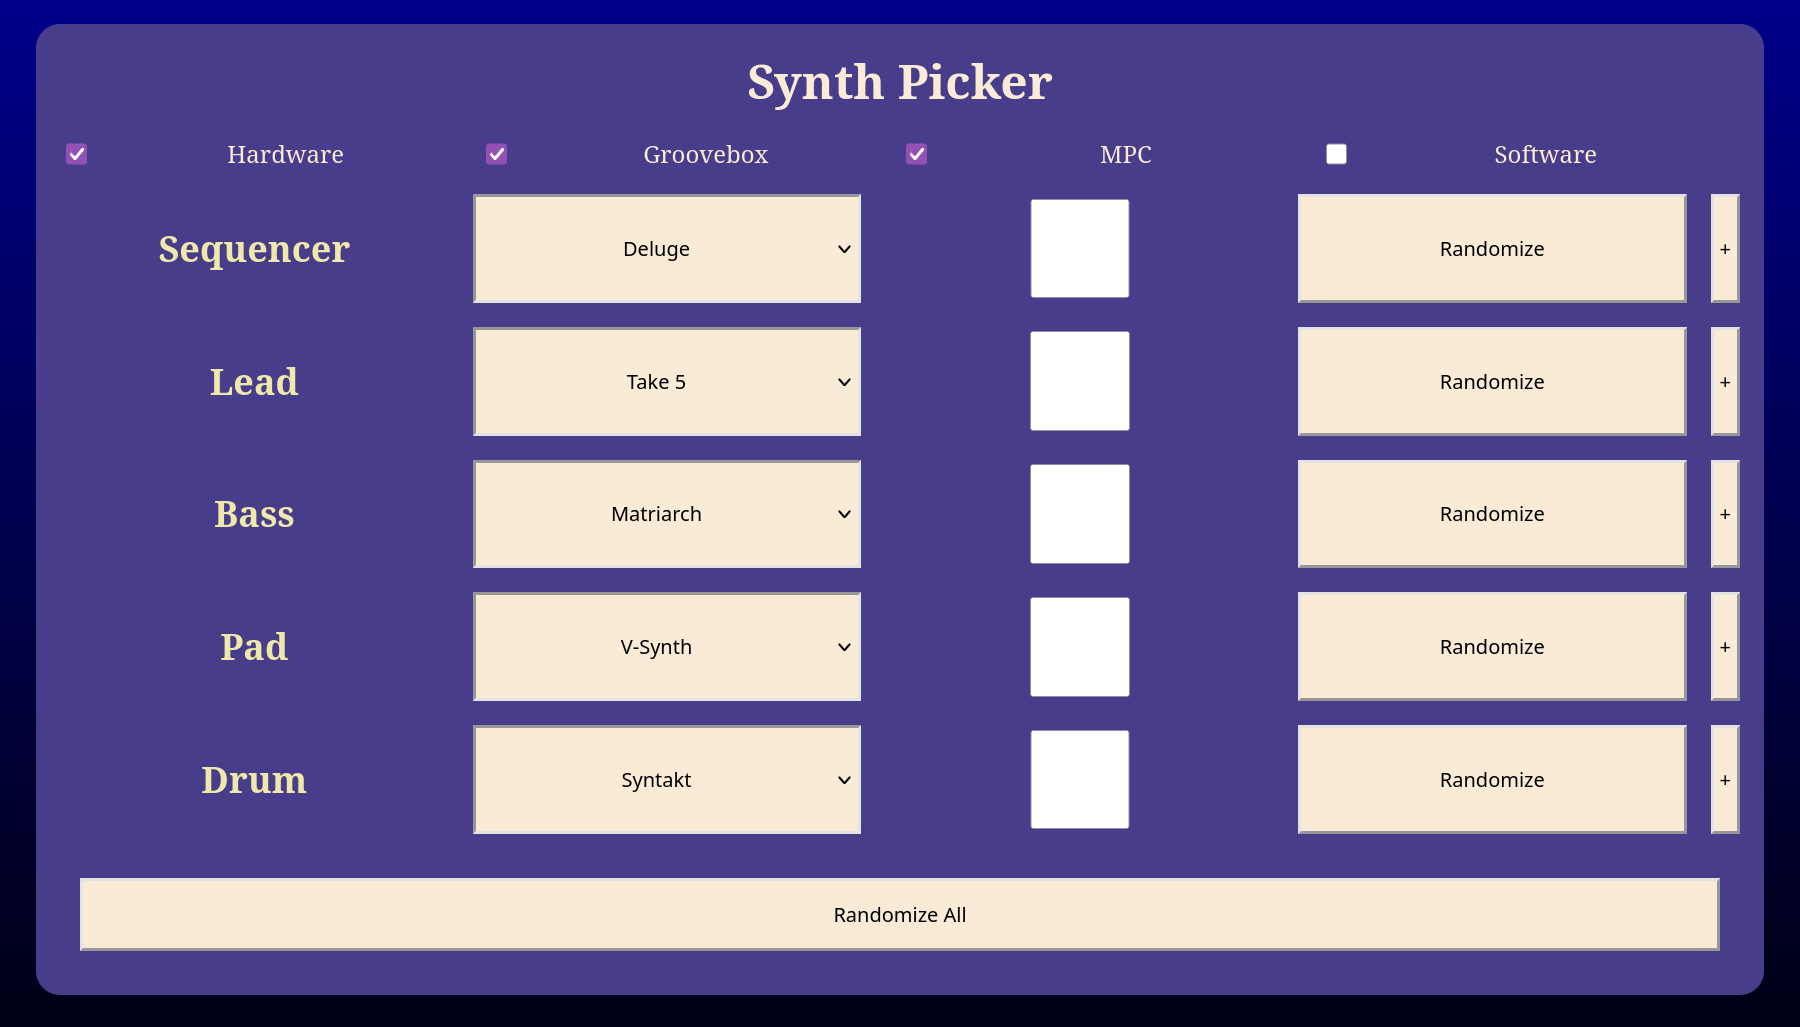 Synth Picker
Hardware Groovebox MPC Software
Sequencer Deluge Randomize +
Lead Take 5 Randomize +
Bass Matriarch Randomize +
Pad V-Synth Randomize +
Drum Syntakt Randomize +
Randomize All